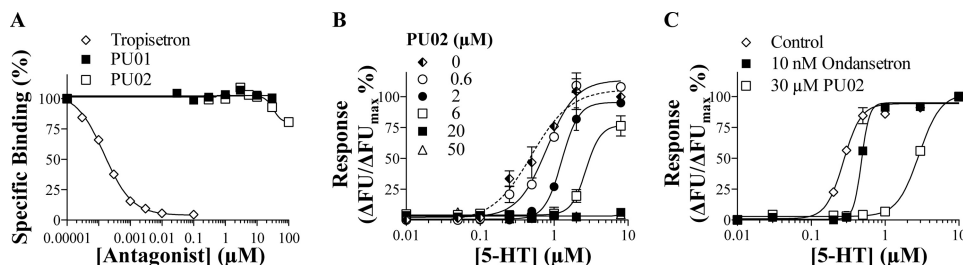 A
Tropisetron
PU01
PU02
Specific Binding (%)
100
75
50
25
0
0.00001
0.001
0.1
1
10
100
[Antagonist] (µM)
B
PU02 (µM)
0
0.6
2
6
20
50
Response
(ΔFU/ΔFUmax %)
100
75
50
25
0
0.01
0.1
1
10
[5-HT] (µM)
C
Control
10 nM Ondansetron
30 µM PU02
Response
(ΔFU/ΔFUmax %)
100
75
50
25
0
0.01
0.1
1
10
[5-HT] (µM)